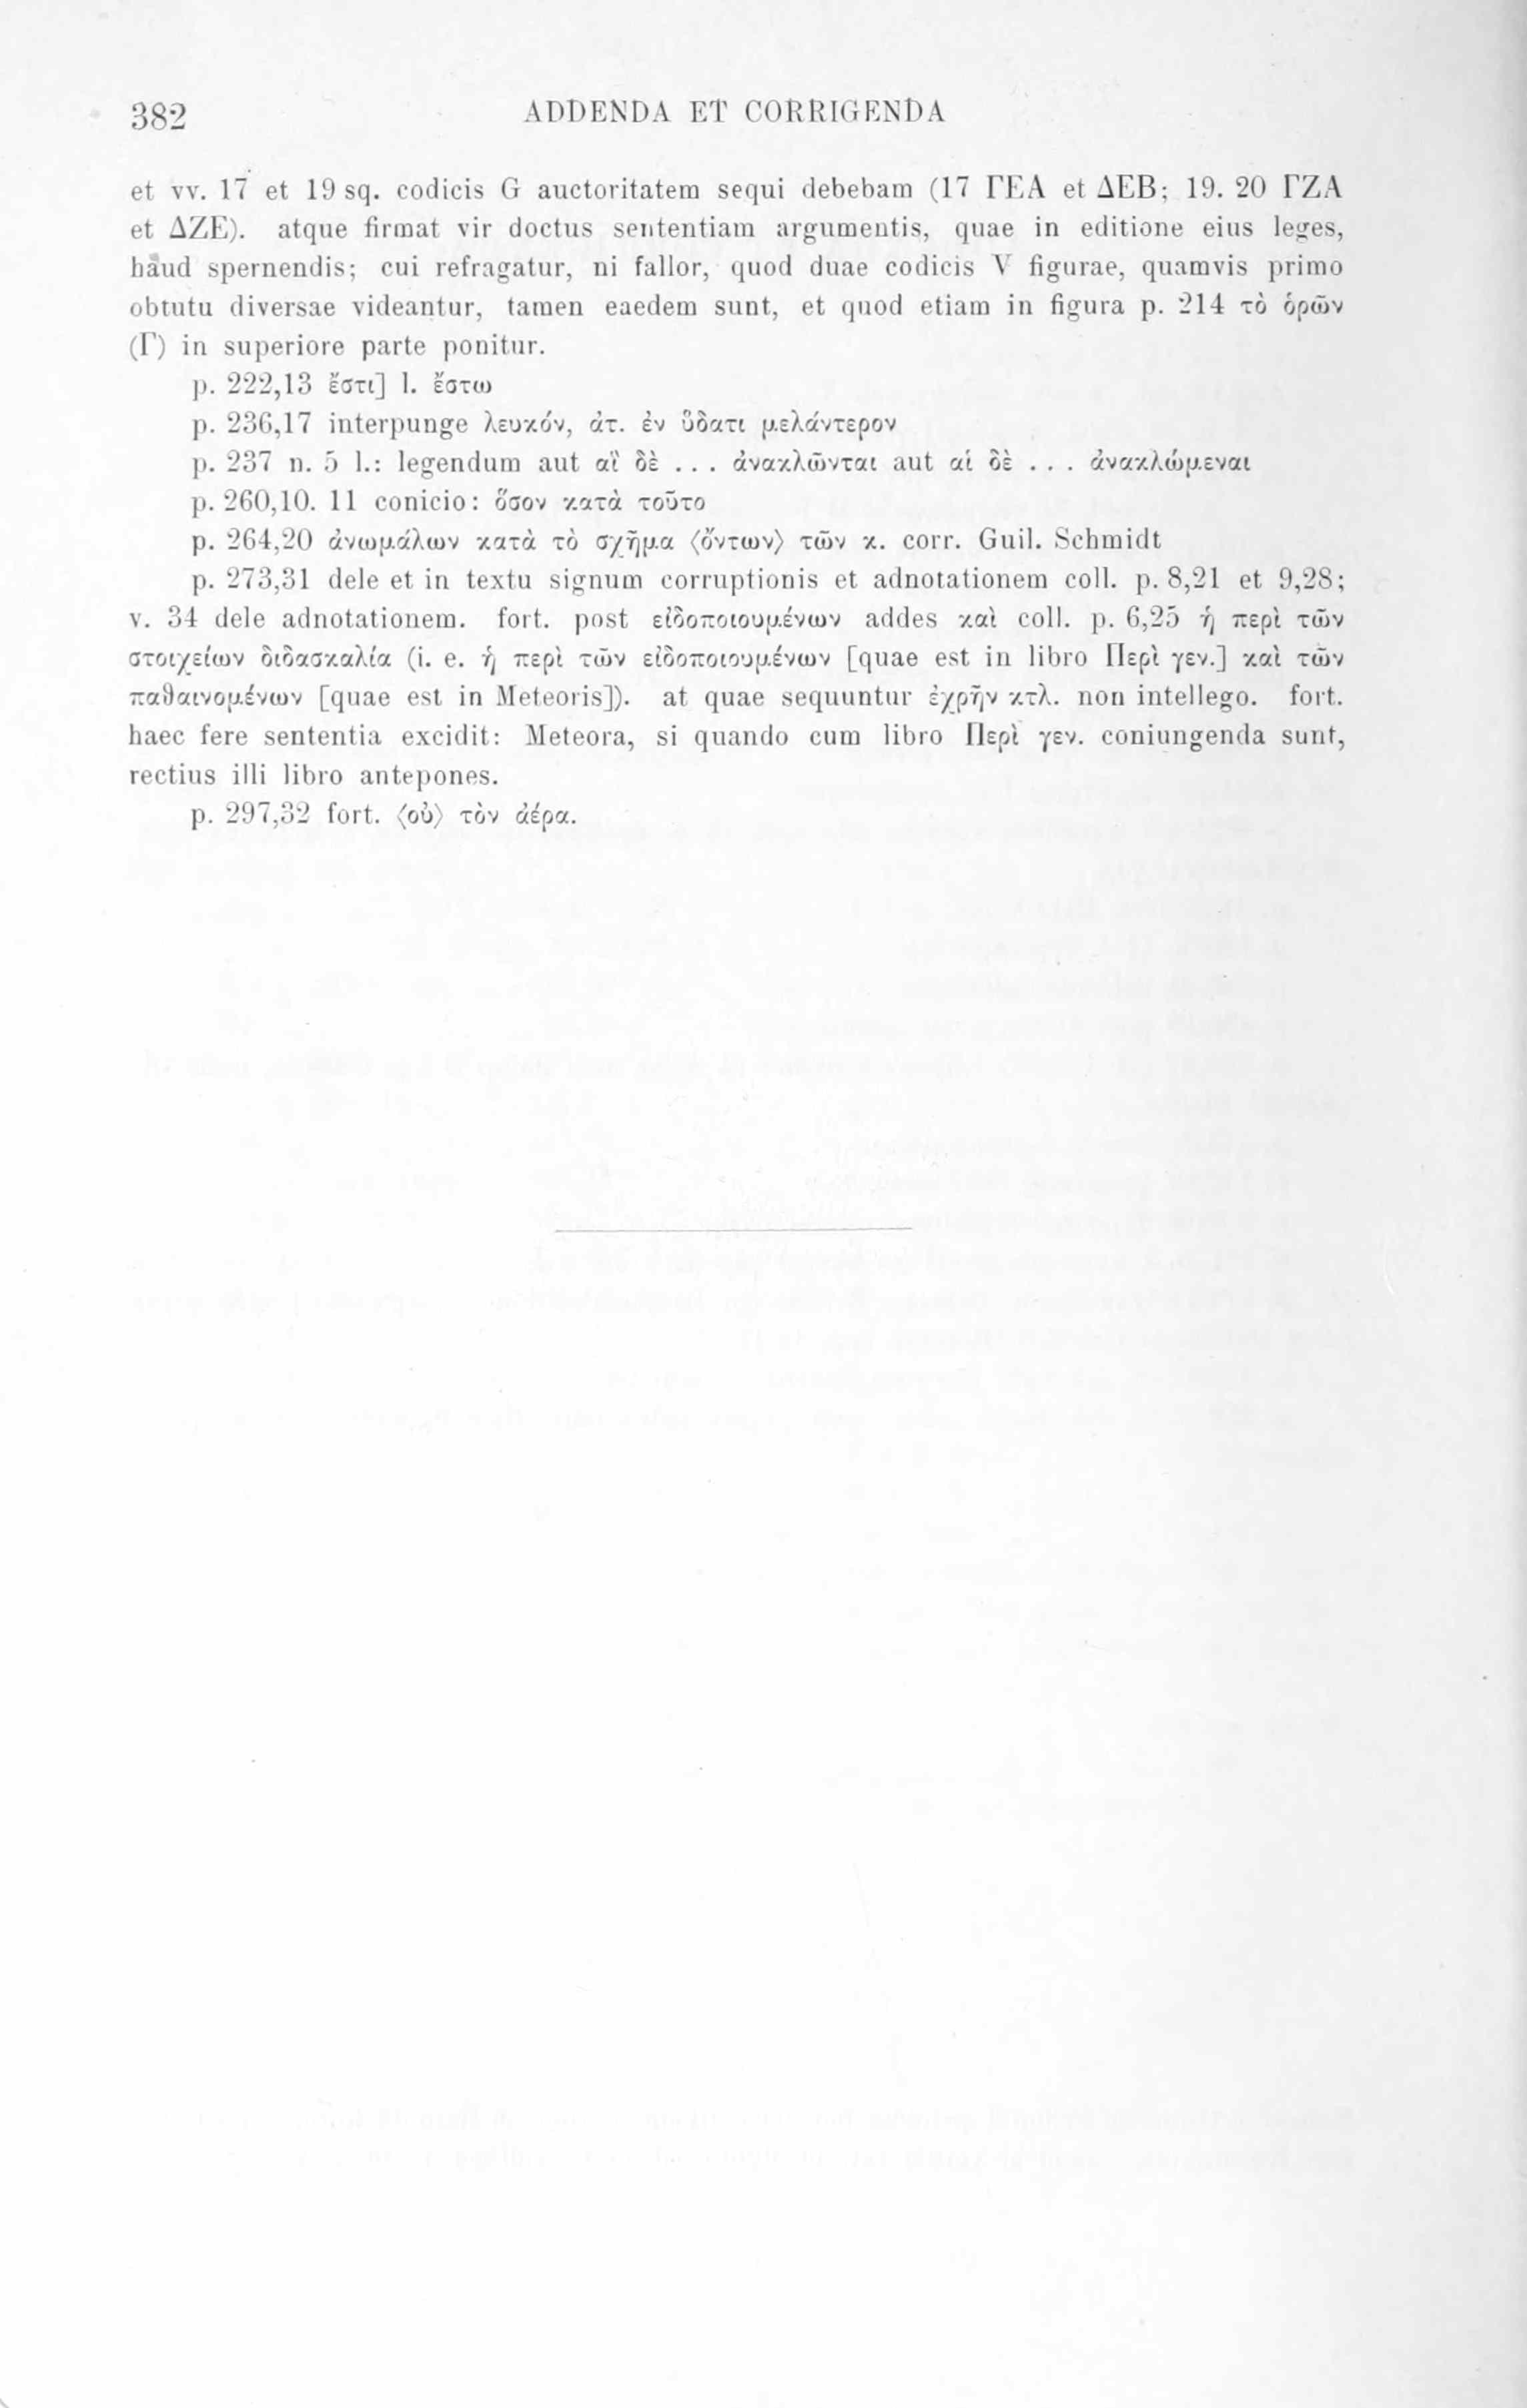 382 ADDENDA ET CORRIGENDA
et vv. 17 et 19 sq. codicis G auctoritatem sequi debebam (17 ΓΕΑ et ΔΕΒ; 19. 20 ΓΖΑ
et ΔΖΕ). atque firmat vir doctus sententiam argumentis, quae in editione eius leges,
haud spernendis; cui refragatur, ni fallor, quod duae codicis V figurae, quamvis primo
obtutu diversae videantur, tamen eaedem sunt, et quod etiam in figura p. 214 τὸ ὁρῶν
(Γ) in superiore parte ponitur.
p. 222,13 ἔστι] l. ἔστω
p. 236,17 interpunge λευκόν, ἀτ. ἐν ὕδατι μελάντερον
p. 237 n. 5 l.: legendum aut αἳ δὲ ... ἀνακλῶνται aut αἱ δὲ ... ἀνακλώμεναι
p. 260,10. 11 conicio: ὅσον κατὰ τοῦτο
p. 264,20 ἀνωμάλων κατὰ τὸ σχῆμα ⟨ὄντων⟩ τῶν κ. corr. Guil. Schmidt
p. 273,31 dele et in textu signum corruptionis et adnotationem coll. p. 8,21 et 9,28;
v. 34 dele adnotationem. fort. post εἰδοποιουμένων addes καὶ coll. p. 6,25 ἡ περὶ τῶν
στοιχείων διδασκαλία (i. e. ἡ περὶ τῶν εἰδοποιουμένων [quae est in libro Περὶ γεν.] καὶ τῶν
παθαινομένων [quae est in Meteoris]). at quae sequuntur ἐχρῆν κτλ. non intellego. fort.
haec fere sententia excidit: Meteora, si quando cum libro Περὶ γεν. coniungenda sunt,
rectius illi libro antepones.
p. 297,32 fort. ⟨οὐ⟩ τὸν ἀέρα.